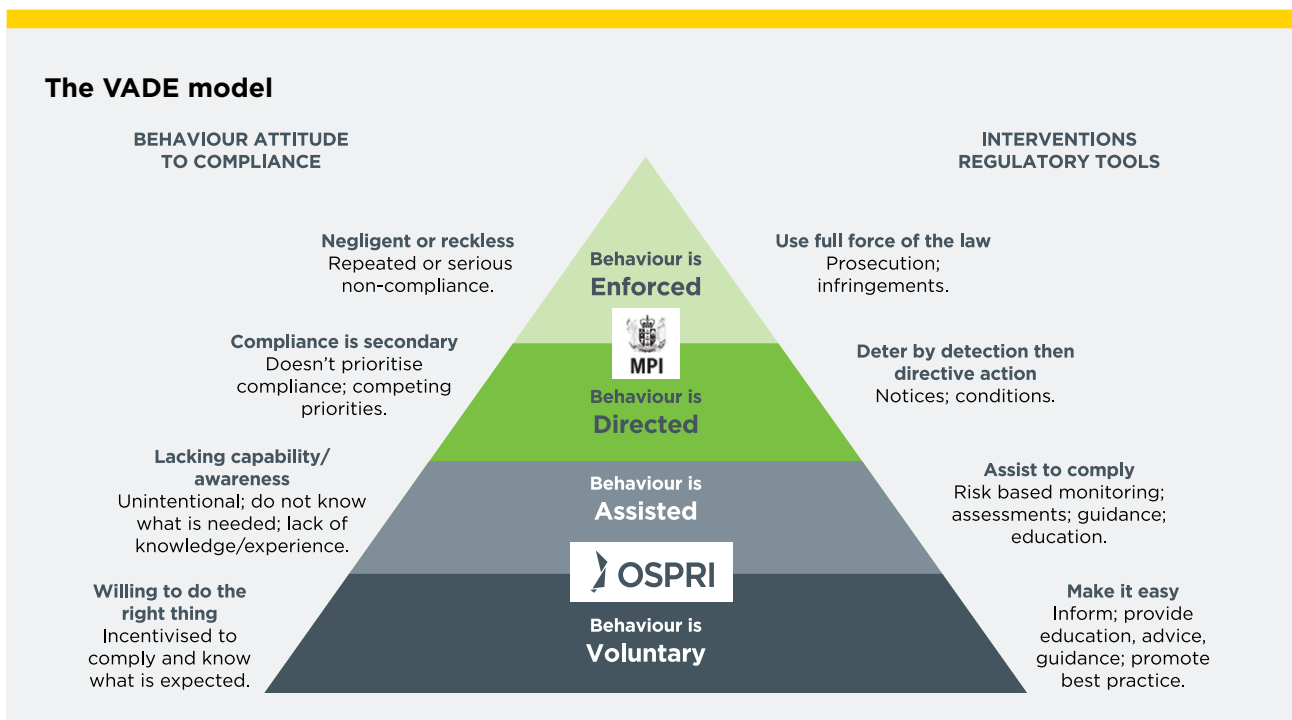 The VADE model
BEHAVIOUR ATTITUDE
TO COMPLIANCE
INTERVENTIONS
REGULATORY TOOLS
Negligent or reckless
Repeated or serious
non-compliance.
Behaviour is
Enforced
Use full force of the law
Prosecution;
infringements.
MPI
Compliance is secondary
Doesn't prioritise
compliance; competing
priorities.
Behaviour is
Directed
Deter by detection then
directive action
Notices; conditions.
Lacking capability/
awareness
Unintentional; do not know
what is needed; lack of
knowledge/experience.
Behaviour is
Assisted
Assist to comply
Risk based monitoring;
assessments; guidance;
education.
OSPRI
Willing to do the
right thing
Incentivised to
comply and know
what is expected.
Behaviour is
Voluntary
Make it easy
Inform; provide
education, advice,
guidance; promote
best practice.